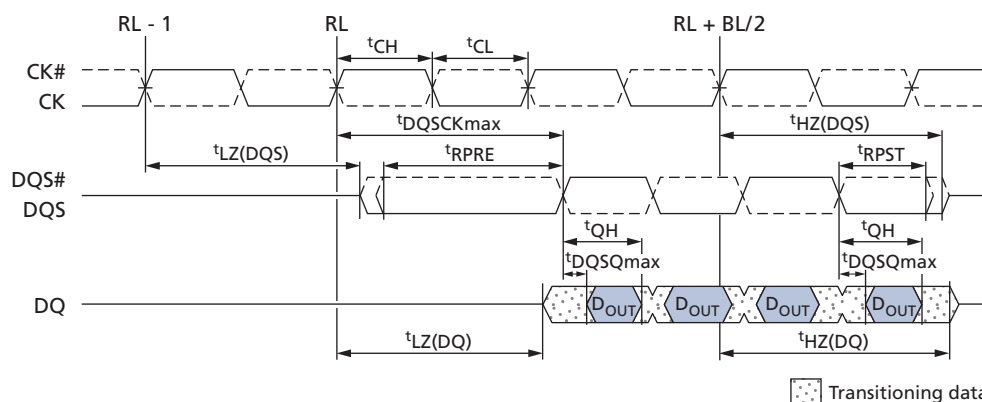 RL - 1
RL
RL + BL/2
tCH
tCL
CK#
CK
tDQSCKmax
tHZ(DQS)
tLZ(DQS)
tRPRE
tRPST
DQS#
DQS
tQH
tQH
tDQSQmax
tDQSQmax
DQ
DOUT
DOUT
DOUT
DOUT
tLZ(DQ)
tHZ(DQ)
Transitioning data